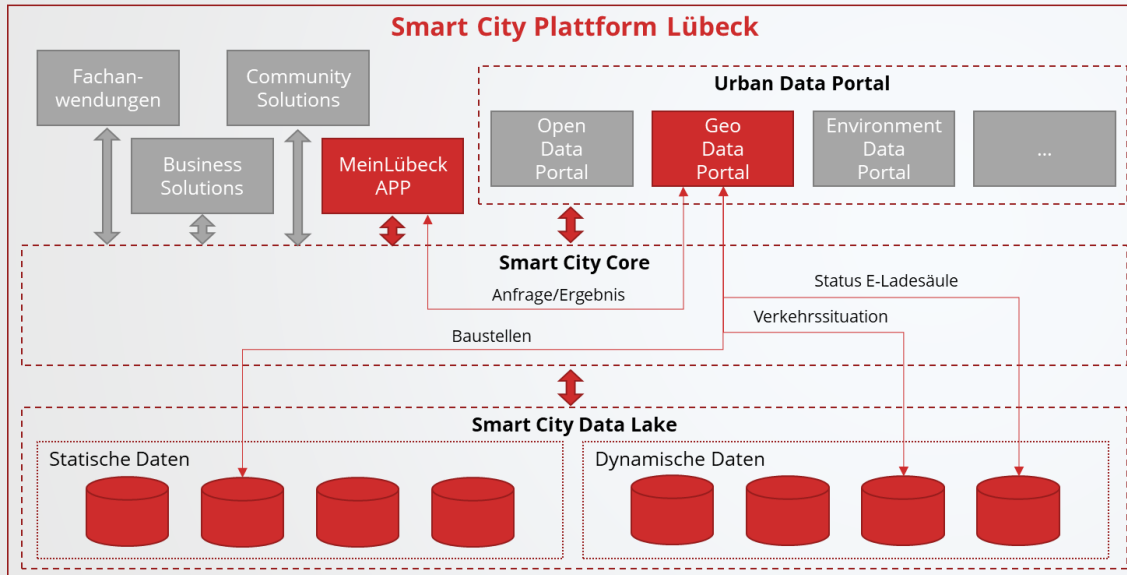 Smart City Plattform Lübeck
Fachan-
wendungen
Community
Solutions
Business
Solutions
MeinLübeck
APP
Urban Data Portal
Open
Data
Portal
Geo
Data
Portal
Environment
Data
Portal
...
Smart City Core
Anfrage/Ergebnis
Status E-Ladesäule
Verkehrssituation
Baustellen
Smart City Data Lake
Statische Daten
Dynamische Daten